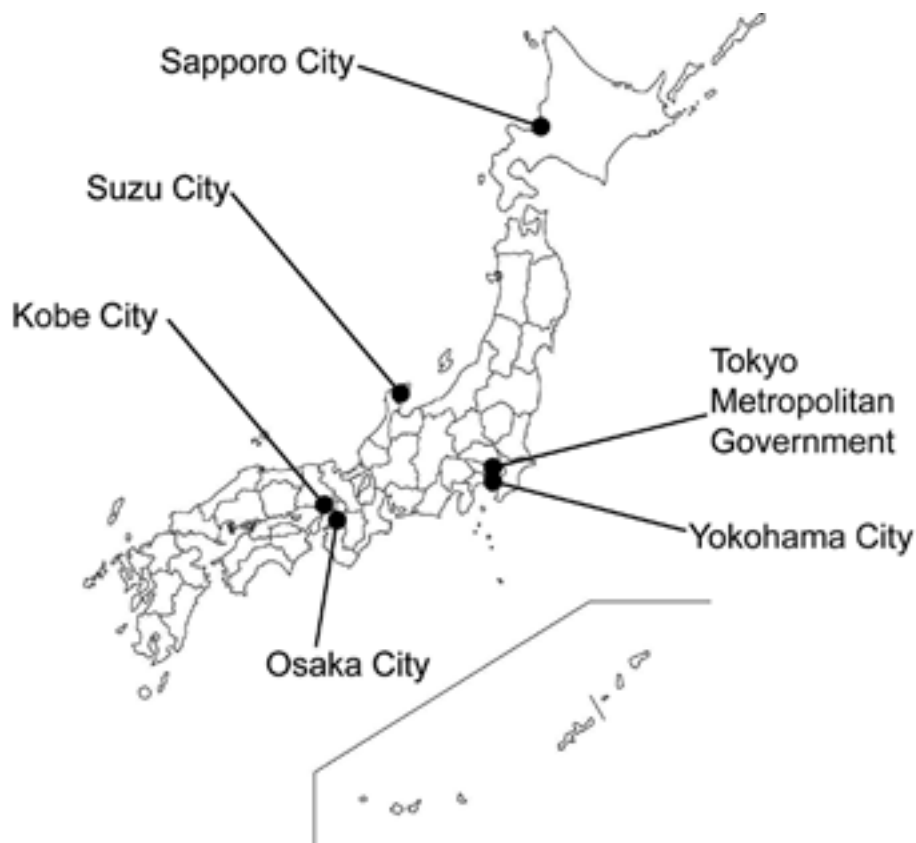 Sapporo City
Suzu City
Kobe City
Tokyo
Metropolitan
Government
Yokohama City
Osaka City